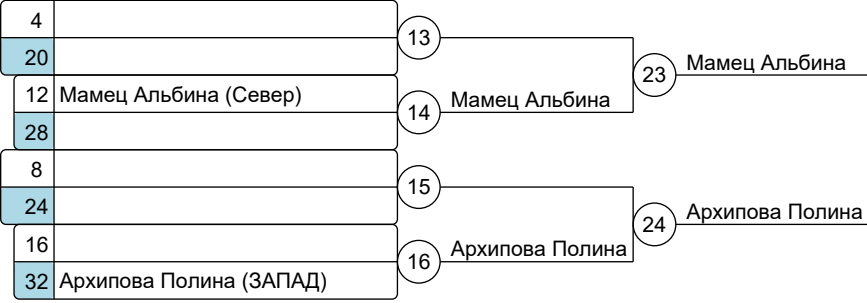 4
13
20
23 Мамец Альбина
12 Мамец Альбина (Север)
14 Мамец Альбина
28
8
15
24
24 Архипова Полина
16
16 Архипова Полина
32 Архипова Полина (ЗАПАД)